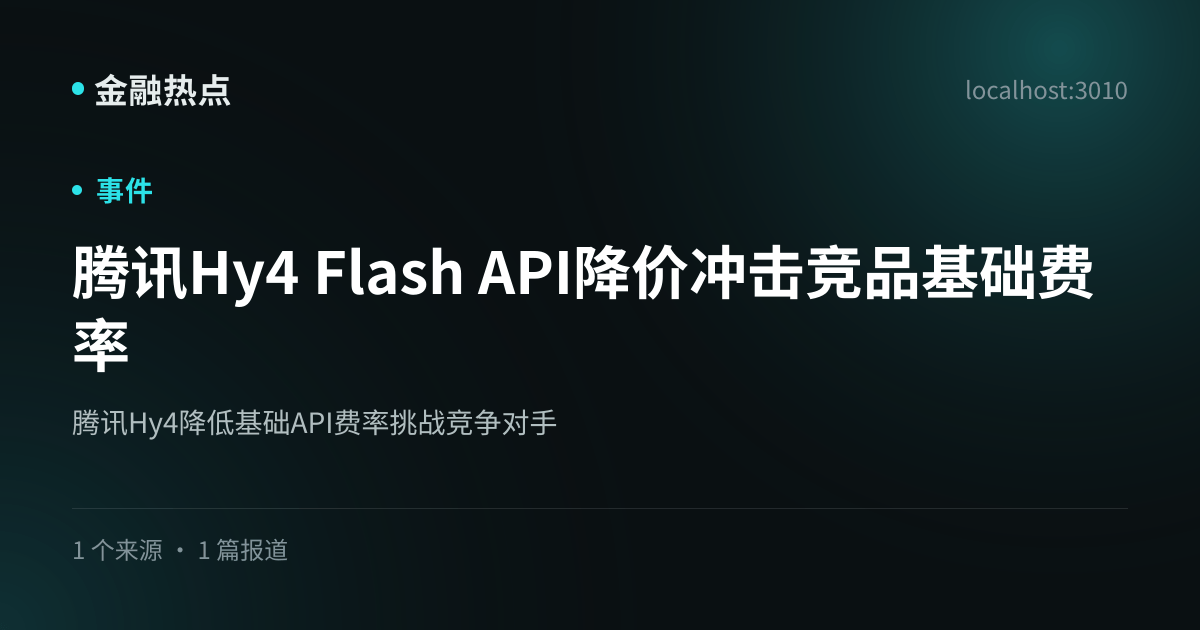 金融热点
localhost:3010
事件
腾讯Hy4 Flash API降价冲击竞品基础费
率
腾讯Hy4降低基础API费率挑战竞争对手
1 个来源 • 1 篇报道